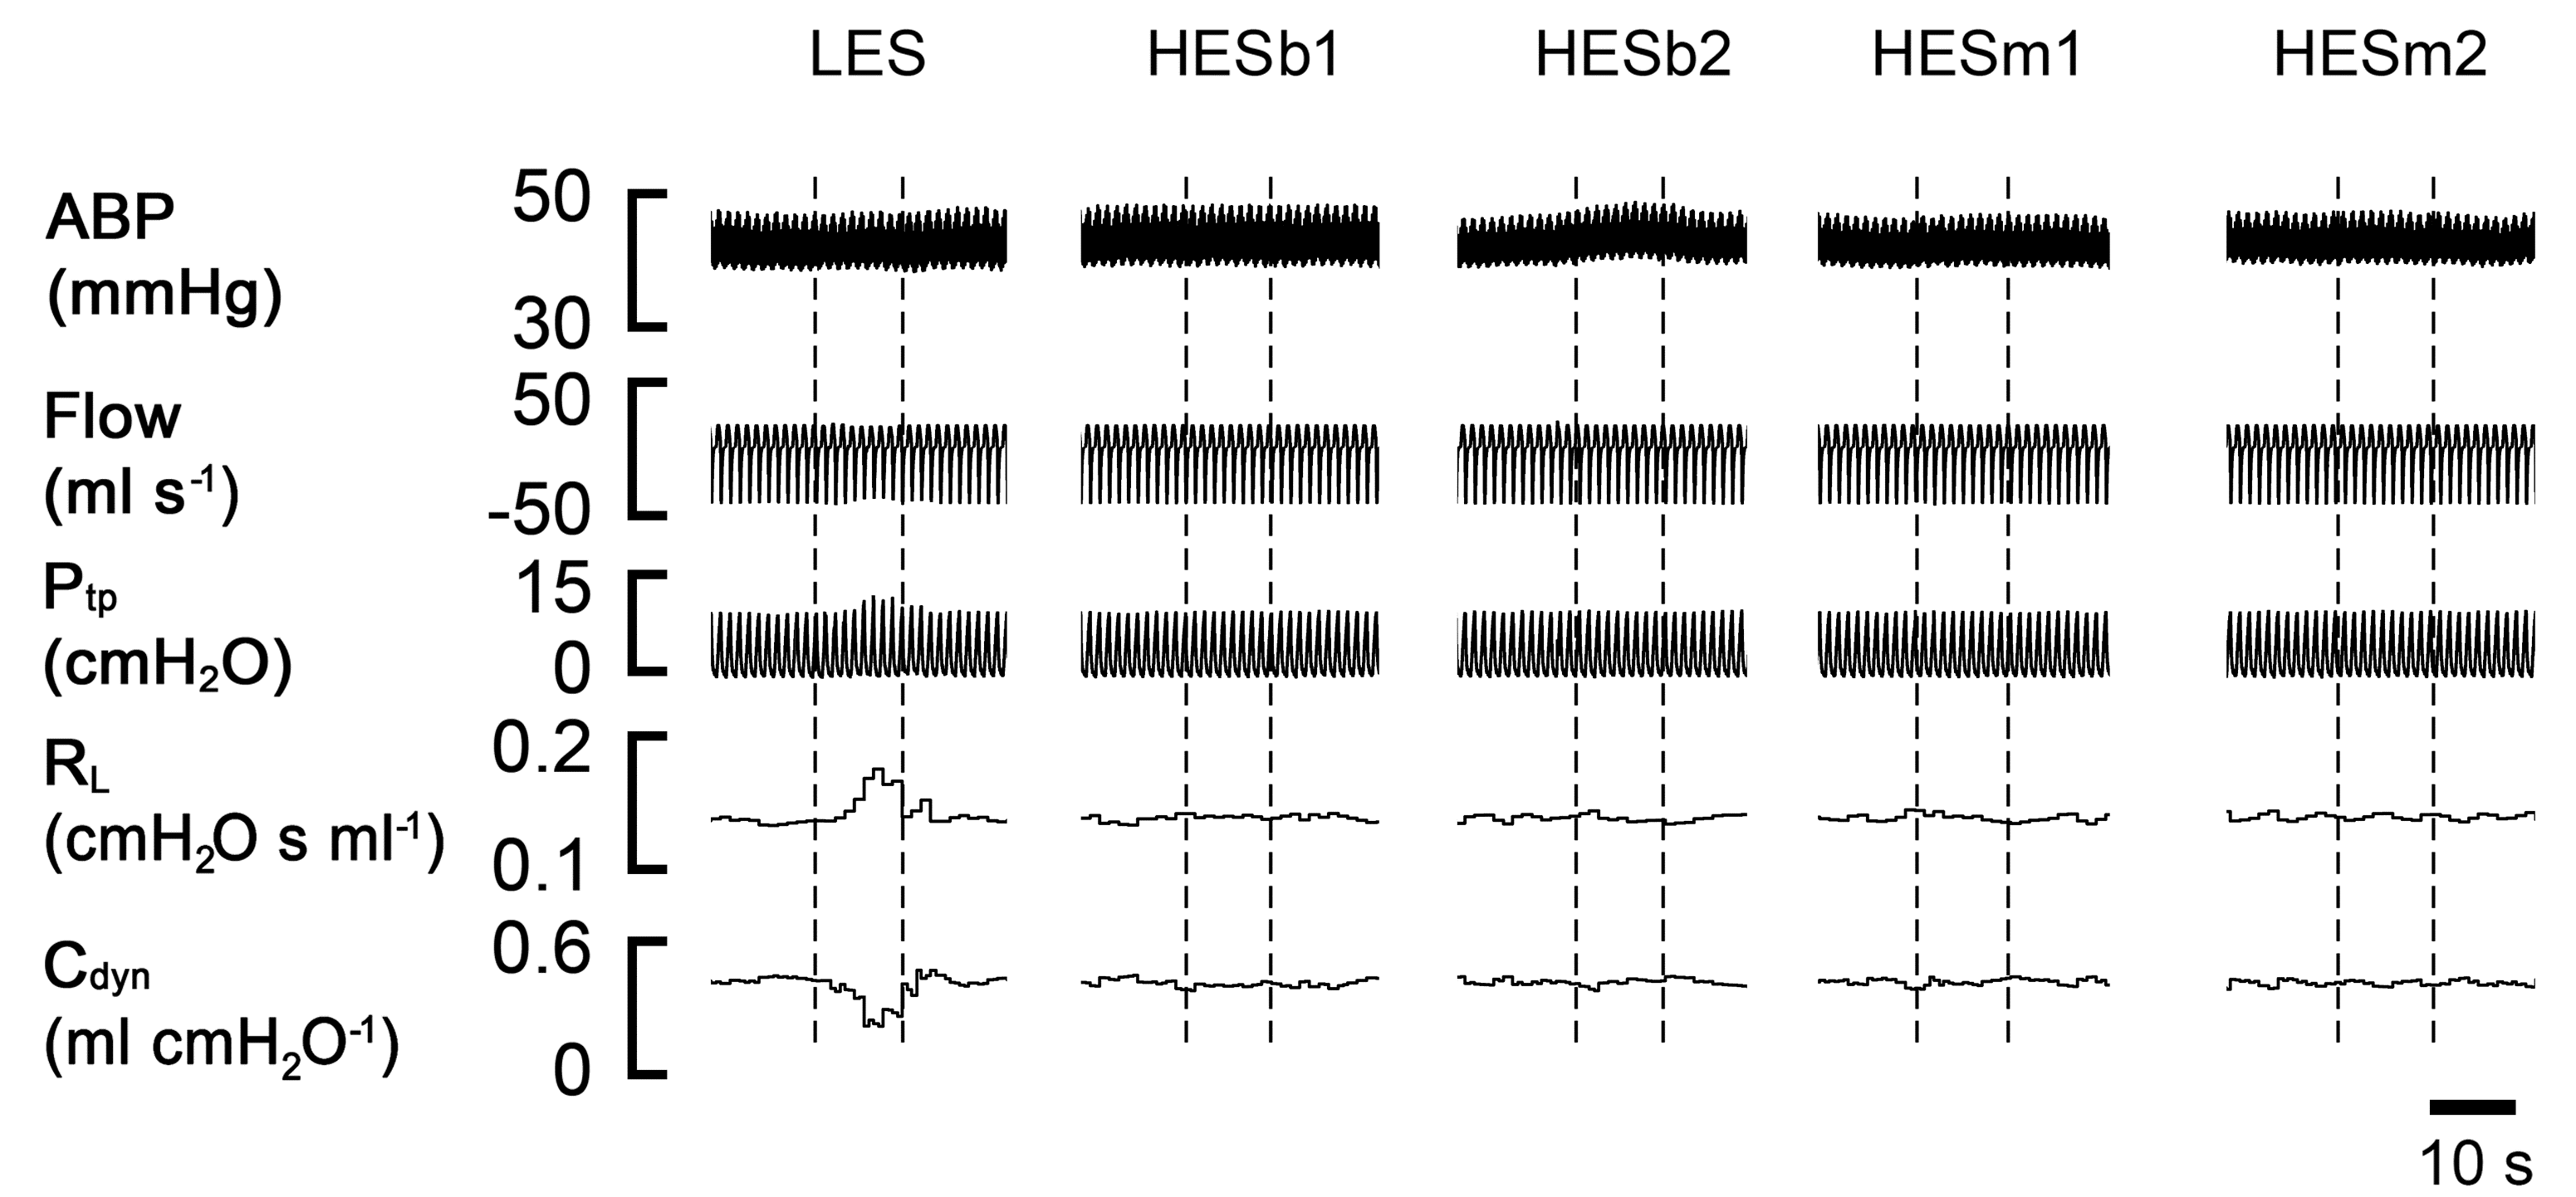 LES HESb1 HESb2 HESm1 HESm2
ABP
(mmHg)
50
30
Flow
(ml s-1)
50
-50
Ptp
(cmH2O)
15
0
RL
(cmH2O s ml-1)
0.2
0.1
Cdyn
(ml cmH2O-1)
0.6
0
10 s